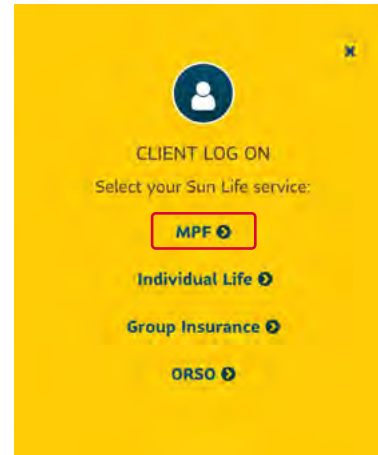 CLIENT LOG ON
Select your Sun Life service:
MPF
Individual Life
Group Insurance
ORSO